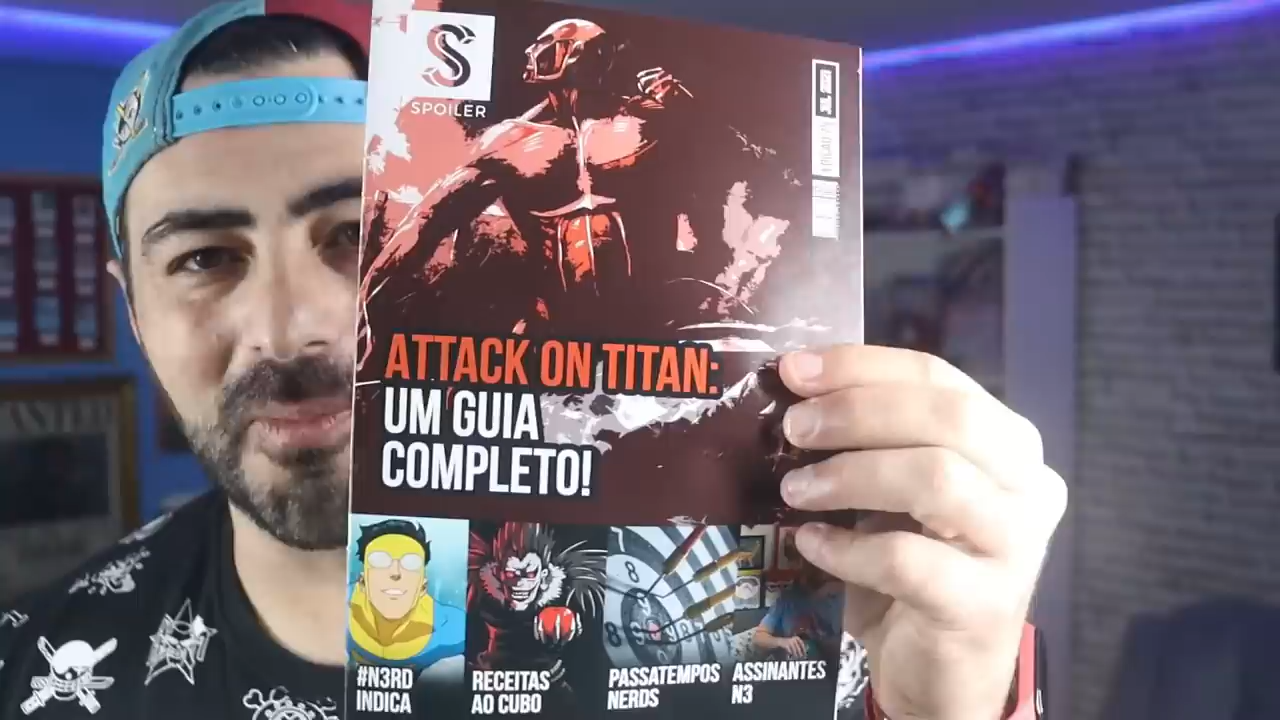 S
SPOILER
ATTACK ON TITAN:
UM GUIA
COMPLETO!
#N3RD
INDICA
RECEITAS
AO CUBO
PASSATEMPOS
NERDS
ASSINANTES
N3